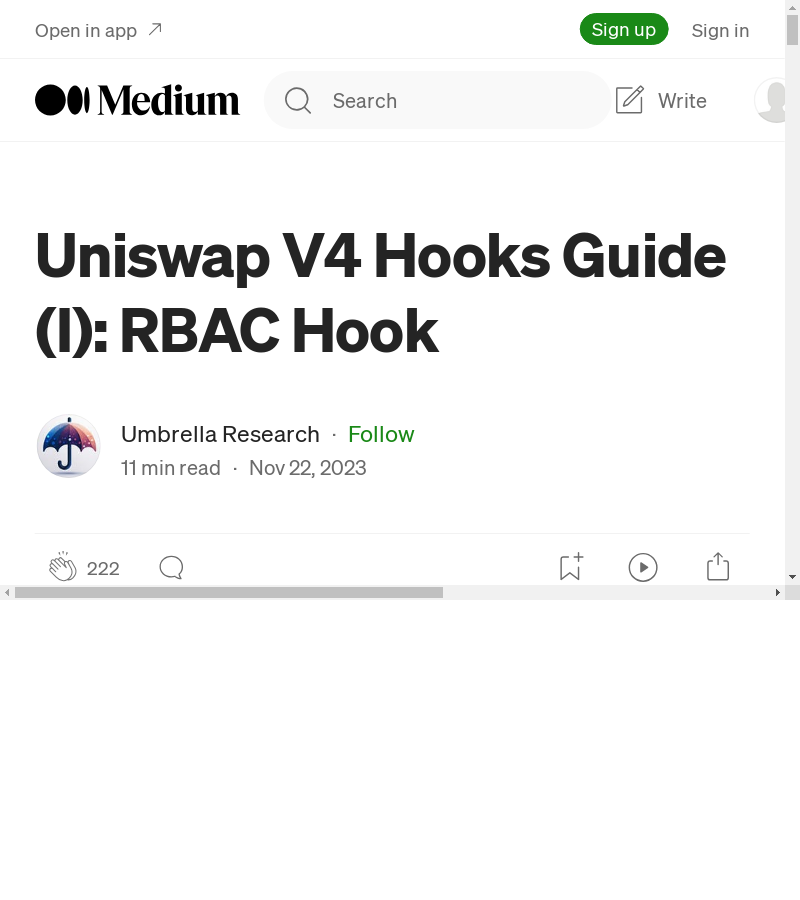 Open in app
Sign up
Sign in
Medium
Search
Write
Uniswap V4 Hooks Guide
(I): RBAC Hook
Umbrella Research · Follow
11 min read · Nov 22, 2023
222